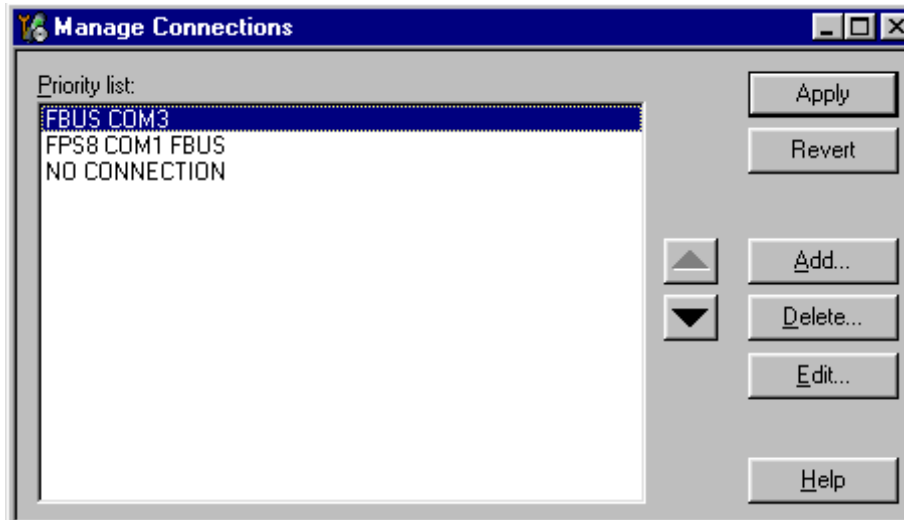 Manage Connections
Priority list:
FBUS COM3
FPS8 COM1 FBUS
NO CONNECTION
Apply
Revert
Add...
Delete...
Edit...
Help